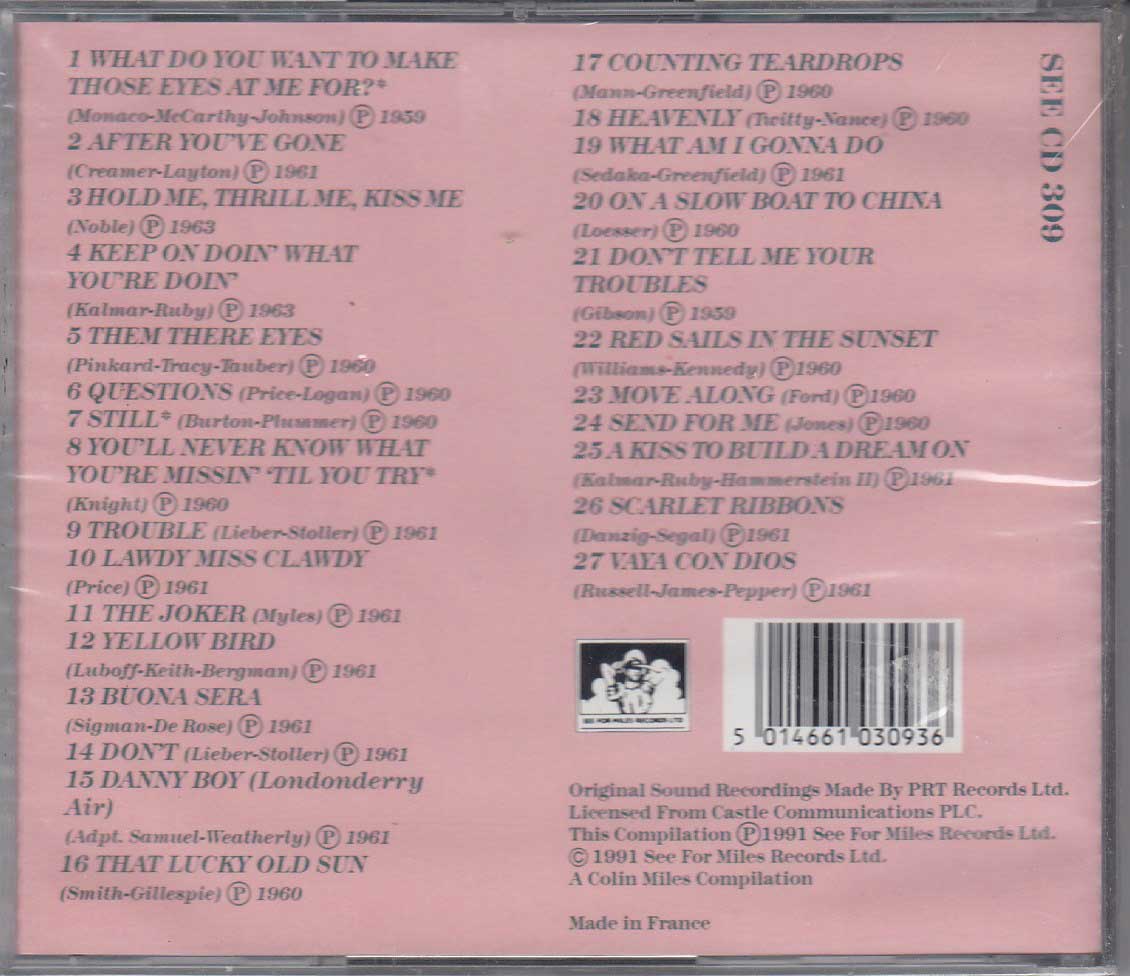 1 WHAT DO YOU WANT TO MAKE
THOSE EYES AT ME FOR?*
(Monaco-McCarthy-Johnson) Ⓟ 1959
2 AFTER YOU'VE GONE
(Creamer-Layton) Ⓟ 1961
3 HOLD ME, THRILL ME, KISS ME
(Noble) Ⓟ 1963
4 KEEP ON DOIN' WHAT
YOU'RE DOIN'
(Kalmar-Ruby) Ⓟ 1963
5 THEM THERE EYES
(Pinkard-Tracy-Tauber) Ⓟ 1960
6 QUESTIONS (Price-Logan) Ⓟ 1960
7 STILL* (Burton-Plummer) Ⓟ 1960
8 YOU'LL NEVER KNOW WHAT
YOU'RE MISSIN' 'TIL YOU TRY*
(Knight) Ⓟ 1960
9 TROUBLE (Lieber-Stoller) Ⓟ 1961
10 LAWDY MISS CLAWDY
(Price) Ⓟ 1961
11 THE JOKER (Myles) Ⓟ 1961
12 YELLOW BIRD
(Luboff-Keith-Bergman) Ⓟ 1961
13 BUONA SERA
(Sigman-De Rose) Ⓟ 1961
14 DON'T (Lieber-Stoller) Ⓟ 1961
15 DANNY BOY (Londonderry
Air)
(Adpt. Samuel-Weatherly) Ⓟ 1961
16 THAT LUCKY OLD SUN
(Smith-Gillespie) Ⓟ 1960
17 COUNTING TEARDROPS
(Mann-Greenfield) Ⓟ 1960
18 HEAVENLY (Twitty-Nance) Ⓟ 1960
19 WHAT AM I GONNA DO
(Sedaka-Greenfield) Ⓟ 1961
20 ON A SLOW BOAT TO CHINA
(Loesser) Ⓟ 1960
21 DON'T TELL ME YOUR
TROUBLES
(Gibson) Ⓟ 1959
22 RED SAILS IN THE SUNSET
(Williams-Kennedy) Ⓟ1960
23 MOVE ALONG (Ford) Ⓟ1960
24 SEND FOR ME (Jones) Ⓟ1960
25 A KISS TO BUILD A DREAM ON
(Kalmar-Ruby-Hammerstein II) Ⓟ1961
26 SCARLET RIBBONS
(Danzig-Segal) Ⓟ1961
27 VAYA CON DIOS
(Russell-James-Pepper) Ⓟ1961
SEE CD 309
SEE FOR MILES RECORDS LTD
5 014661 030936
Original Sound Recordings Made By PRT Records Ltd.
Licensed From Castle Communications PLC.
This Compilation Ⓟ1991 See For Miles Records Ltd.
© 1991 See For Miles Records Ltd.
A Colin Miles Compilation
Made in France